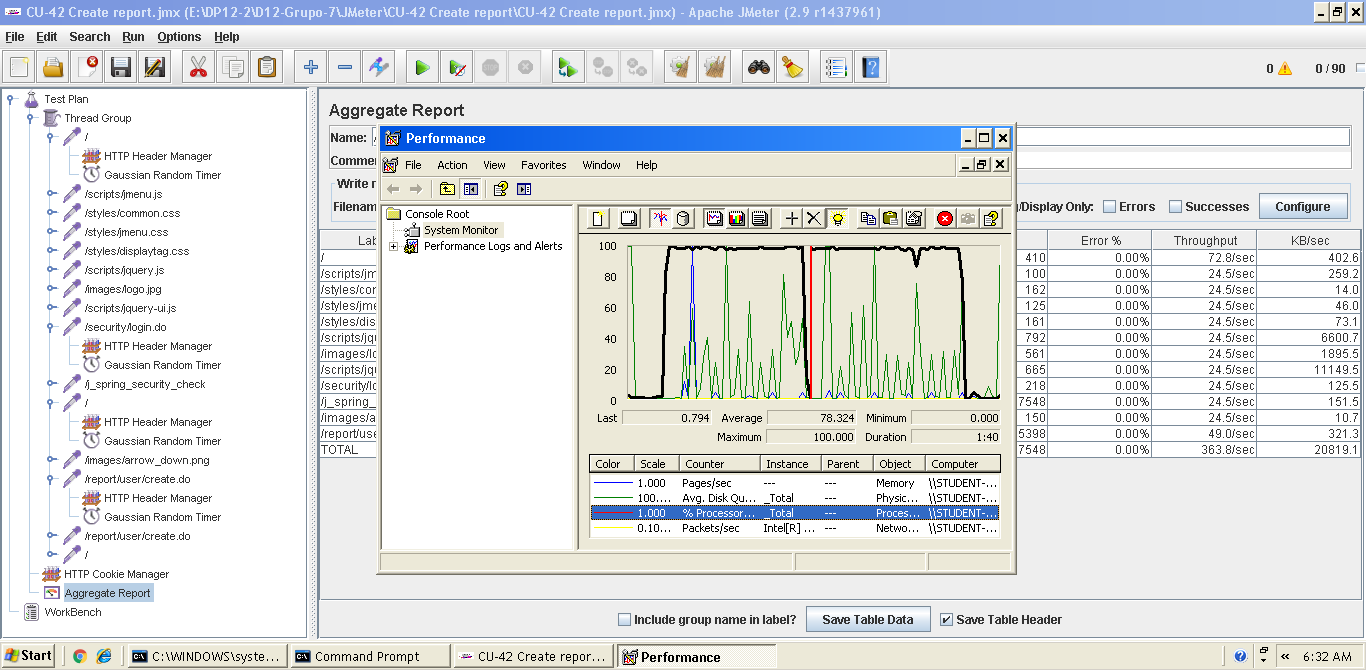 CU-42 Create report.jmx (E:\DP12-2\D12-Grupo-7\JMeter\CU-42 Create report\CU-42 Create report.jmx) - Apache JMeter (2.9 r1437961)
File Edit Search Run Options Help
0 0 / 90
Test Plan
Thread Group
/
HTTP Header Manager
Gaussian Random Timer
/scripts/jmenu.js
/styles/common.css
/styles/jmenu.css
/styles/displaytag.css
/scripts/jquery.js
/images/logo.jpg
/scripts/jquery-ui.js
/security/login.do
HTTP Header Manager
Gaussian Random Timer
/j_spring_security_check
/
HTTP Header Manager
Gaussian Random Timer
/images/arrow_down.png
/report/user/create.do
HTTP Header Manager
Gaussian Random Timer
/report/user/create.do
/
HTTP Cookie Manager
Aggregate Report
WorkBench
Aggregate Report
Name:
Commer
Write r
Filenam
/Display Only: Errors Successes Configure
Lab Error % Throughput KB/sec
/ 410 0.00% 72.8/sec 402.6
/scripts/jm 100 0.00% 24.5/sec 259.2
/styles/con 162 0.00% 24.5/sec 14.0
/styles/jme 125 0.00% 24.5/sec 46.0
/styles/dis 161 0.00% 24.5/sec 73.1
/scripts/jqu 792 0.00% 24.5/sec 6600.7
/images/lo 561 0.00% 24.5/sec 1895.5
/scripts/jqu 665 0.00% 24.5/sec 11149.5
/security/lo 218 0.00% 24.5/sec 125.5
/j_spring_ 7548 0.00% 24.5/sec 151.5
/images/a 150 0.00% 24.5/sec 10.7
/report/use 5398 0.00% 49.0/sec 321.3
TOTAL 7548 0.00% 363.8/sec 20819.1
Performance
File Action View Favorites Window Help
Console Root
System Monitor
Performance Logs and Alerts
100
80
60
40
20
0
Last 0.794 Average 78.324 Minimum 0.000
Maximum 100.000 Duration 1:40
Color Scale Counter Instance Parent Object Computer
1.000 Pages/sec --- --- Memory \\STUDENT-...
100.... Avg. Disk Qu... _Total --- Physic... \\STUDENT-...
1.000 % Processor... _Total --- Proces... \\STUDENT-...
0.10... Packets/sec Intel[R] ... --- Netwo... \\STUDENT-...
Include group name in label? Save Table Data Save Table Header
Start C:\WINDOWS\syste... Command Prompt CU-42 Create repor... Performance 6:32 AM